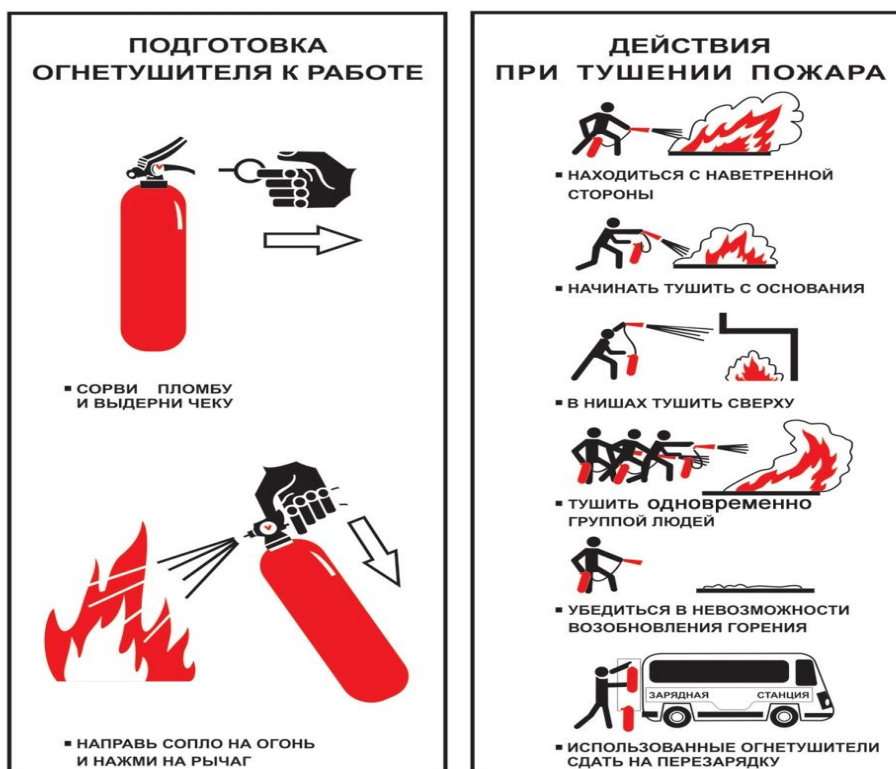 ПОДГОТОВКА
ОГНЕТУШИТЕЛЯ К РАБОТЕ
▪ СОРВИ ПЛОМБУ
И ВЫДЕРНИ ЧЕКУ
▪ НАПРАВЬ СОПЛО НА ОГОНЬ
И НАЖМИ НА РЫЧАГ
ДЕЙСТВИЯ
ПРИ ТУШЕНИИ ПОЖАРА
▪ НАХОДИТЬСЯ С НАВЕТРЕННОЙ
СТОРОНЫ
▪ НАЧИНАТЬ ТУШИТЬ С ОСНОВАНИЯ
▪ В НИШАХ ТУШИТЬ СВЕРХУ
▪ ТУШИТЬ одновременно
ГРУППОЙ ЛЮДЕЙ
▪ УБЕДИТЬСЯ В НЕВОЗМОЖНОСТИ
ВОЗОБНОВЛЕНИЯ ГОРЕНИЯ
ЗАРЯДНАЯ СТАНЦИЯ
▪ ИСПОЛЬЗОВАННЫЕ ОГНЕТУШИТЕЛИ
СДАТЬ НА ПЕРЕЗАРЯДКУ